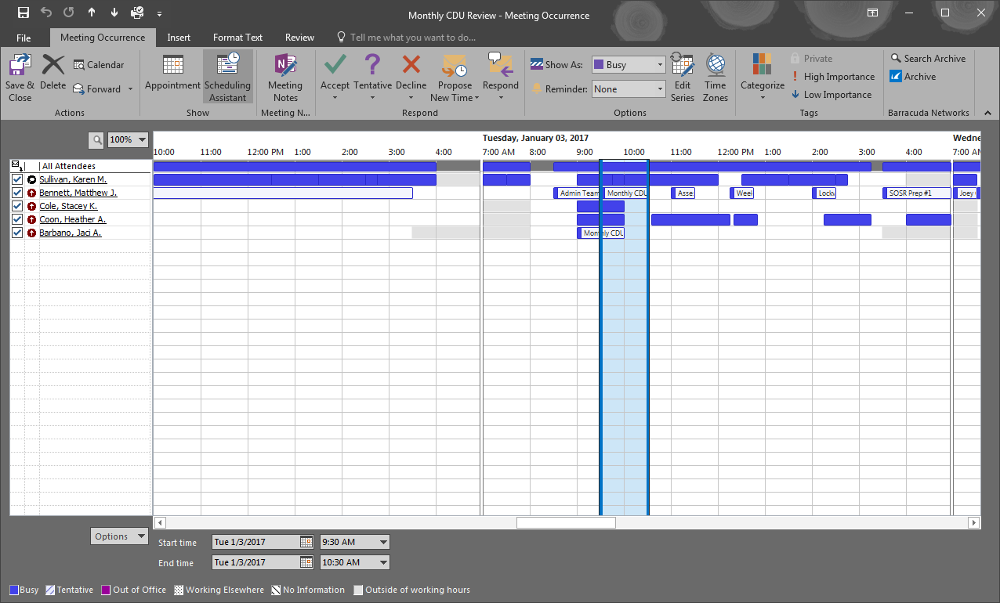 Monthly CDU Review - Meeting Occurrence
File Meeting Occurrence Insert Format Text Review Tell me what you want to do...
Save & Close
Delete
Calendar
Forward
Actions
Appointment
Scheduling Assistant
Show
Meeting Notes
Meeting N...
Accept
Tentative
Decline
Propose New Time
Respond
Respond
Show As: Busy
Reminder: None
Edit Series
Time Zones
Options
Categorize
Private
High Importance
Low Importance
Tags
Search Archive
Archive
Barracuda Networks
100%
Tuesday, January 03, 2017 Wedne
10:00 11:00 12:00 PM 1:00 2:00 3:00 4:00 7:00 AM 8:00 9:00 10:00 11:00 12:00 PM 1:00 2:00 3:00 4:00 7:00 AM
All Attendees
Sullivan, Karen M.
Bennett, Matthew J. Admin Team Monthly CDU Asse Week Lock SOSR Prep #1 Joey
Cole, Stacey K.
Coon, Heather A.
Barbano, Jaci A. Monthly CDU
Options
Start time Tue 1/3/2017 9:30 AM
End time Tue 1/3/2017 10:30 AM
Busy Tentative Out of Office Working Elsewhere No Information Outside of working hours